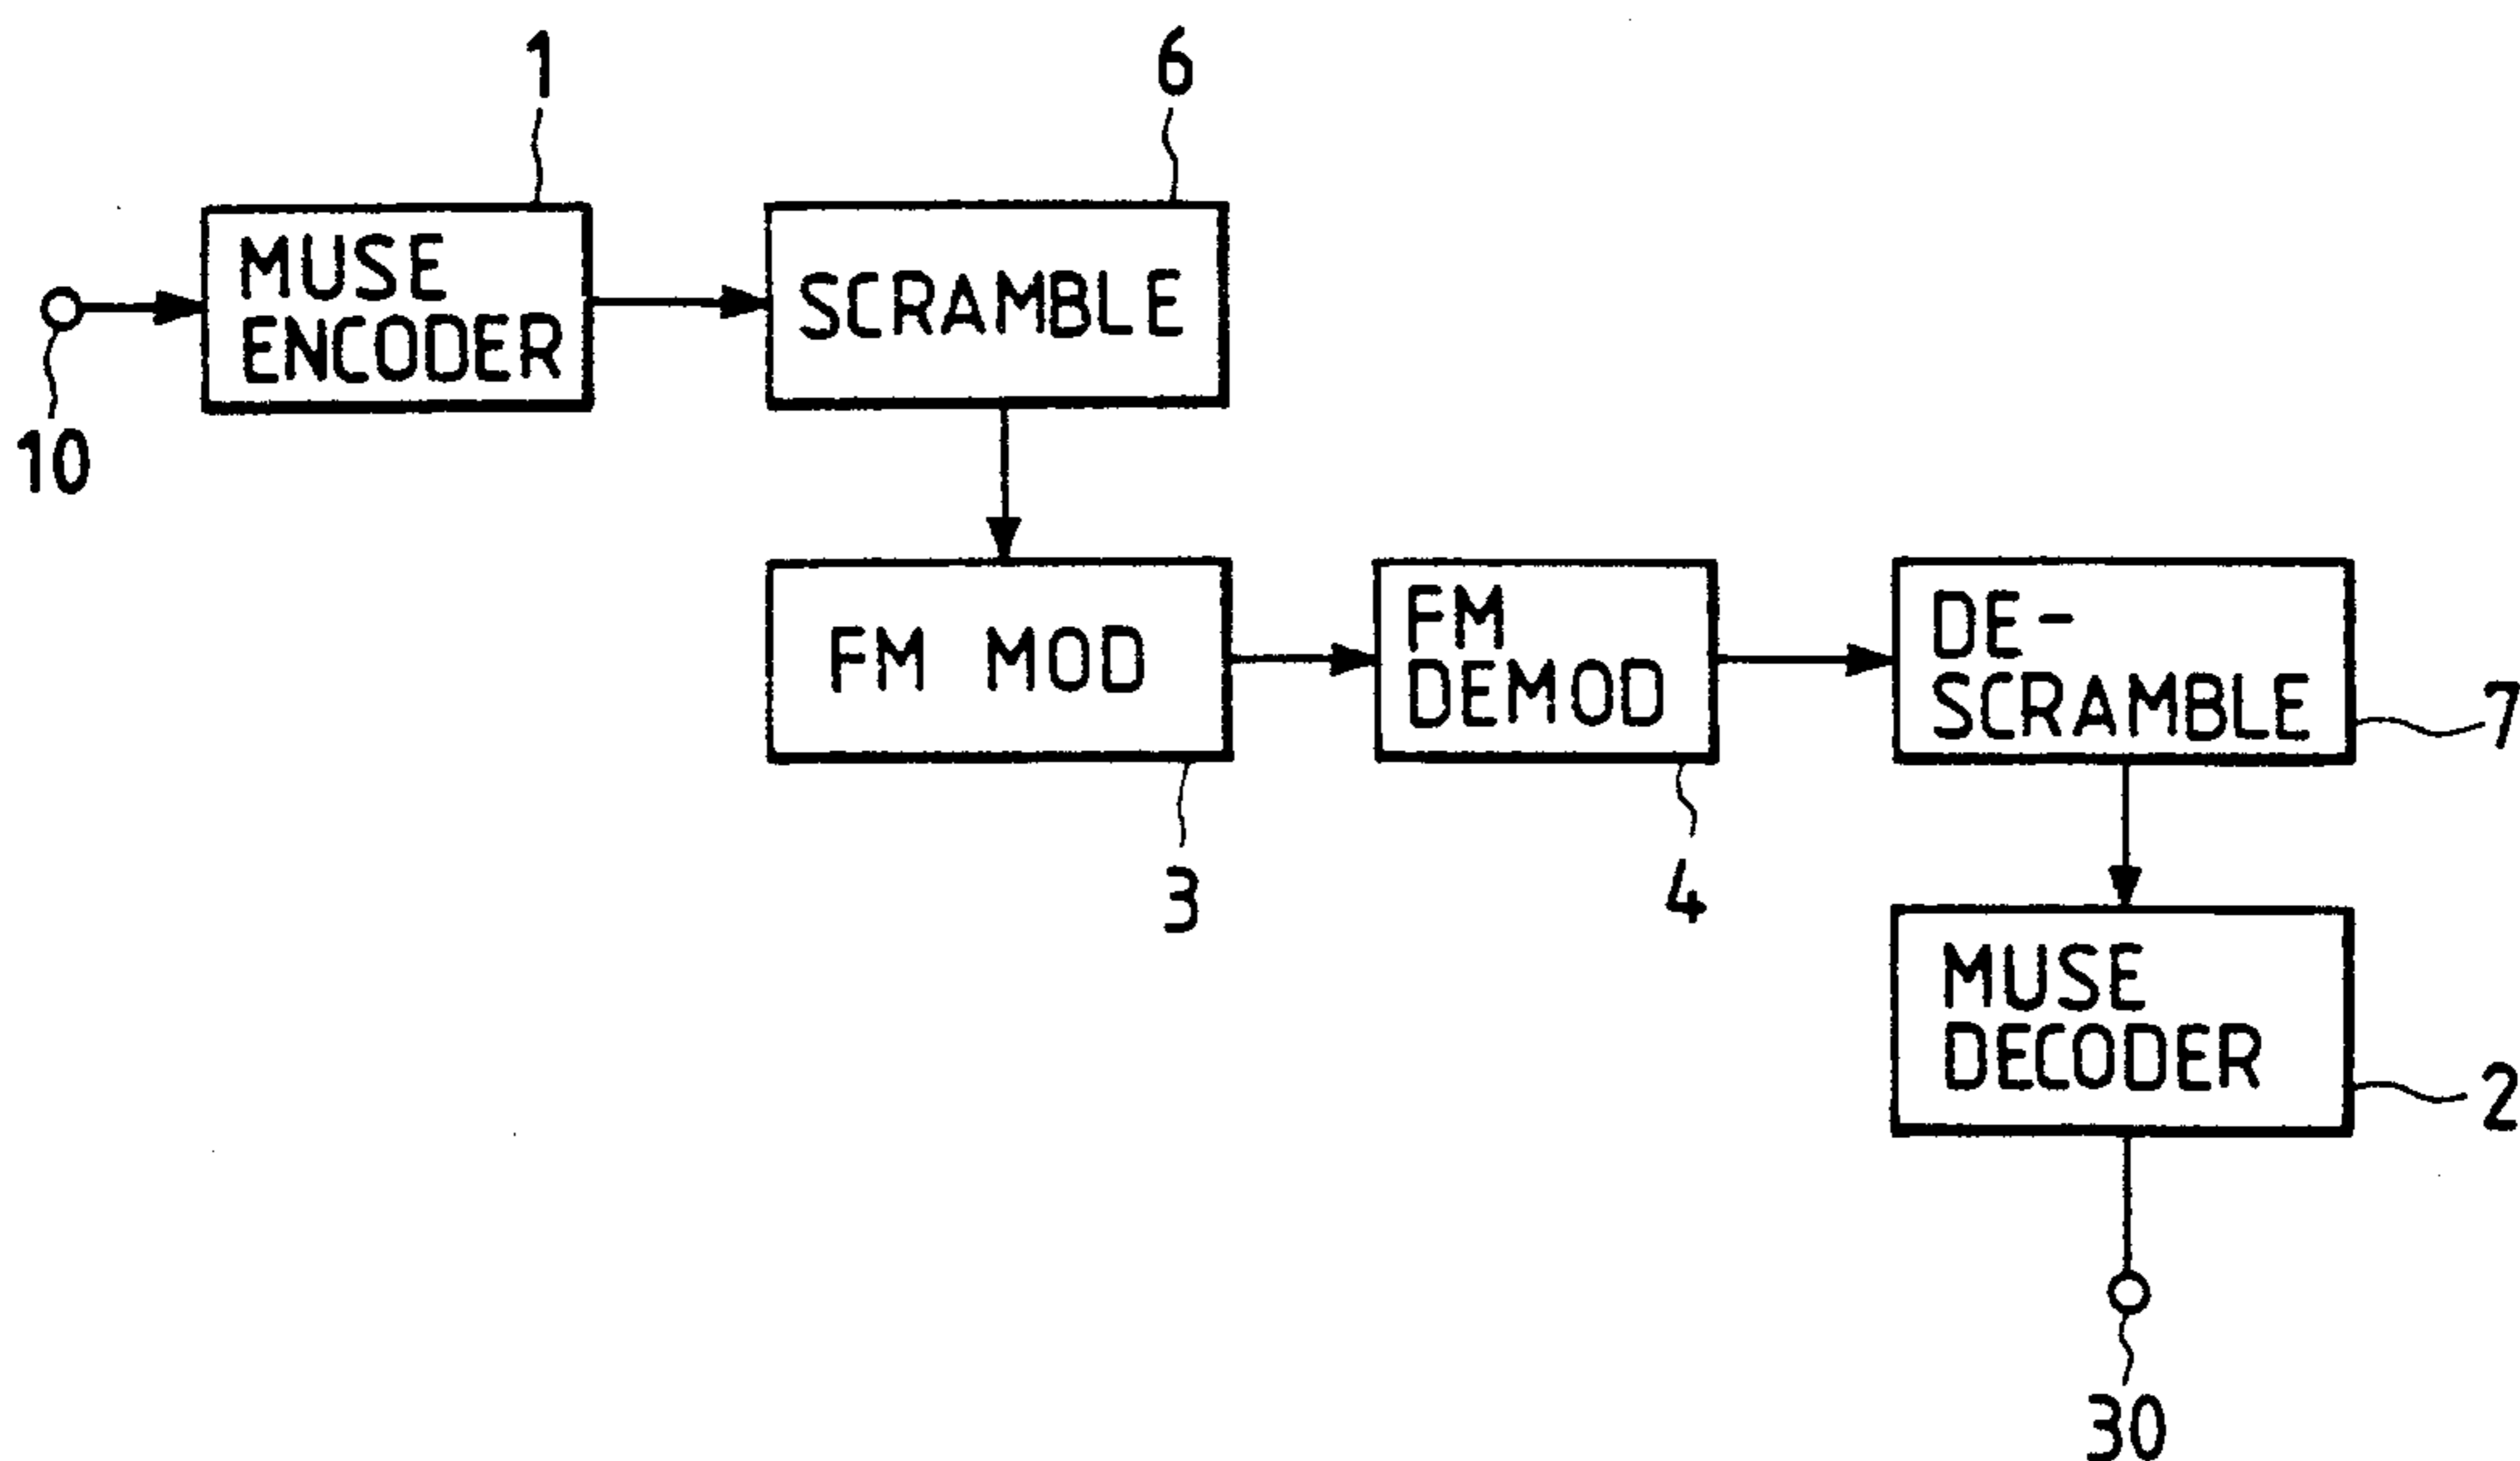 1
6
MUSE
ENCODER
SCRAMBLE
10
FM MOD
FM
DEMOD
DE-
SCRAMBLE
7
3
4
MUSE
DECODER
2
30